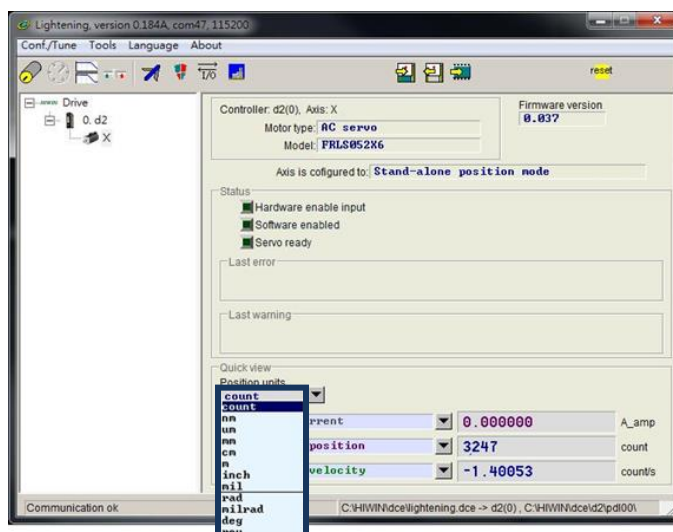 Lightening, version 0.184A, com47, 115200
Conf./Tune Tools Language About
I/O
reset
Drive
0. d2
X
Controller: d2(0), Axis: X
Motor type: AC servo
Model: FRLS052X6
Firmware version
0.037
Axis is cofigured to: Stand-alone position mode
Status
Hardware enable input
Software enabled
Servo ready
Last error
Last warning
Quick view
Position units
count
count
nm
um
mm
cm
m
inch
mil
rad
milrad
deg
rrent 0.000000 A_amp
position 3247 count
velocity -1.40053 count/s
Communication ok
C:\HIWIN\dce\lightening.dce -> d2(0) , C:\HIWIN\dce\d2\pdl00\